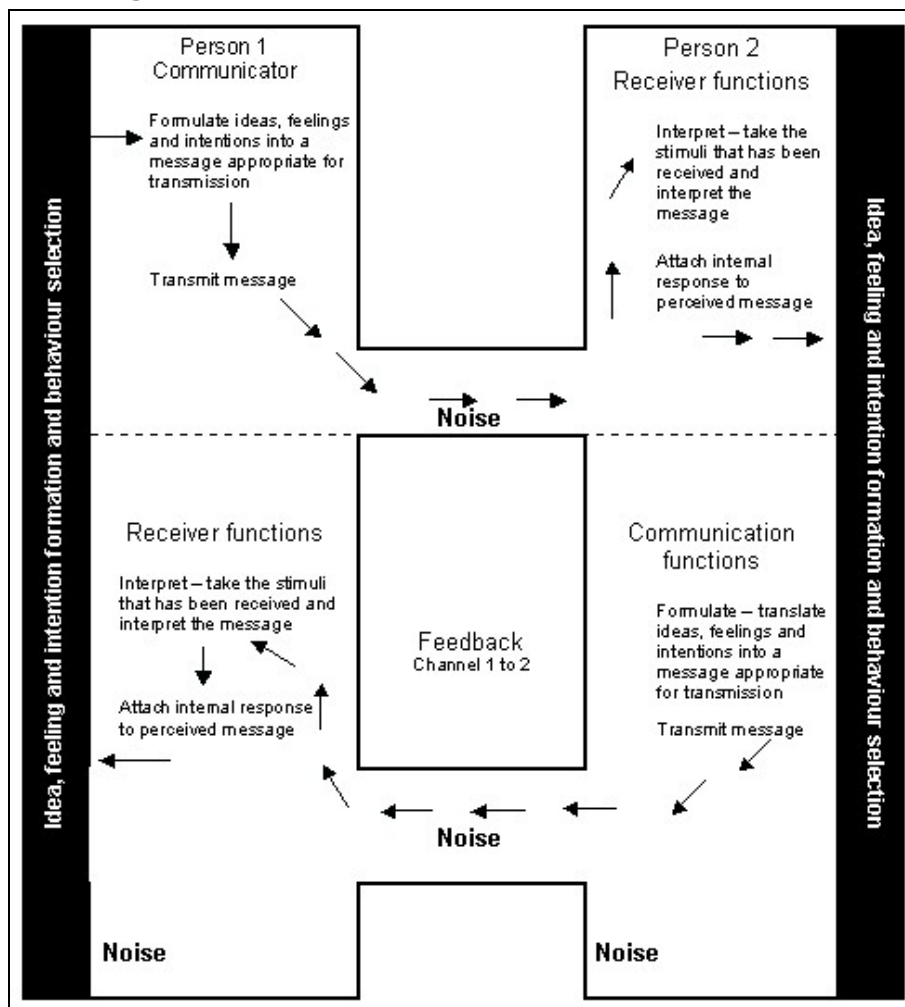 Person 1
Communicator
Formulate ideas, feelings
and intentions into a
message appropriate for
transmission
Transmit message
Person 2
Receiver functions
Interpret – take the
stimuli that has been
received and
interpret the
message
Attach internal
response to
perceived message
Noise
Idea, feeling and intention formation and behaviour selection
Idea, feeling and intention formation and behaviour selection
Receiver functions
Interpret – take the stimuli
that has been received and
interpret the message
Attach internal response
to perceived message
Feedback
Channel 1 to 2
Communication
functions
Formulate – translate
ideas, feelings and
intentions into a
message appropriate
for transmission
Transmit message
Noise
Noise
Noise